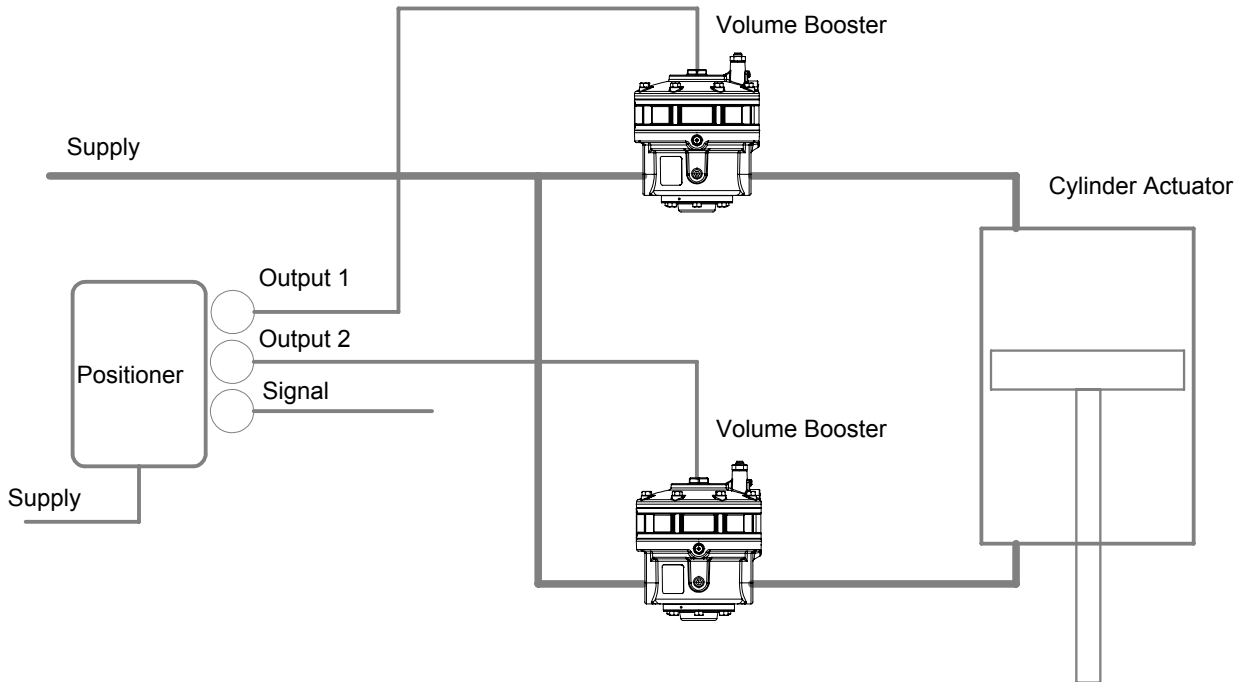 Volume Booster
Supply
Cylinder Actuator
Output 1
Output 2
Positioner
Signal
Volume Booster
Supply